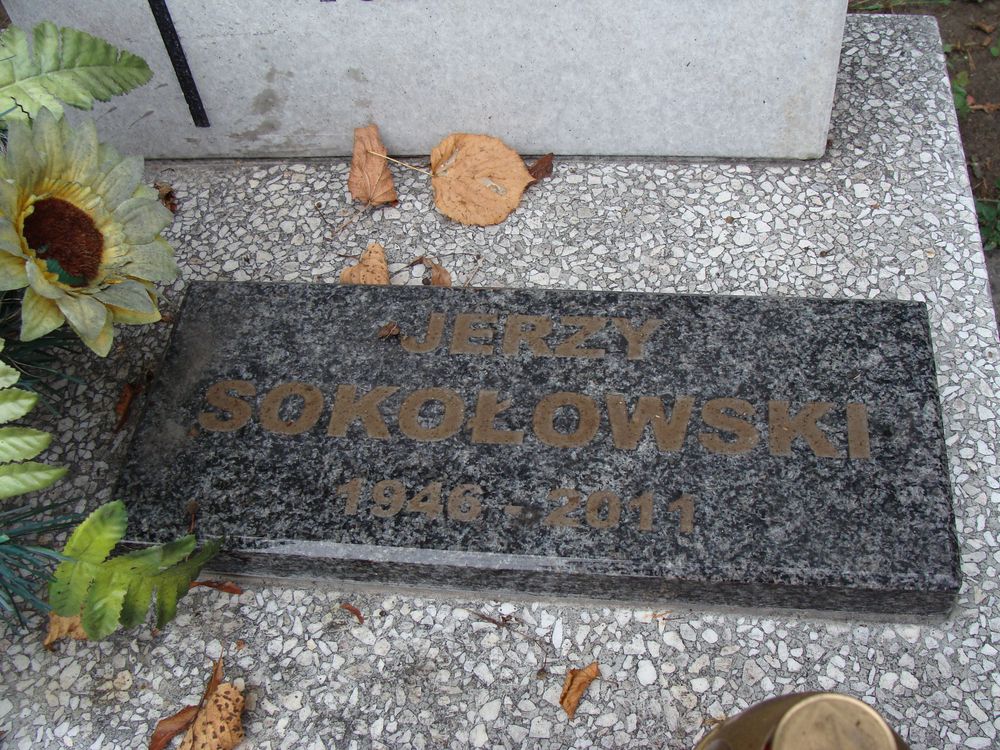 JERZY
SOKOŁOWSKI
1946 - 2011